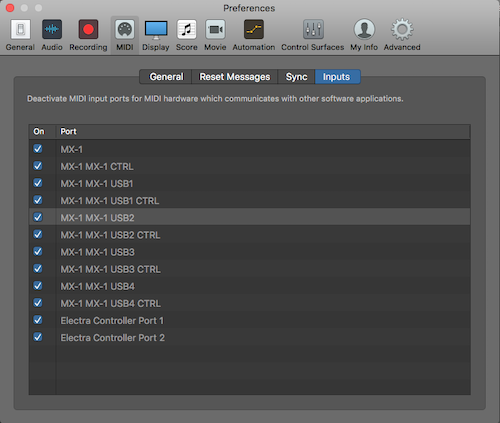 Preferences
General Audio Recording MIDI Display Score Movie Automation Control Surfaces My Info Advanced
General Reset Messages Sync Inputs
Deactivate MIDI input ports for MIDI hardware which communicates with other software applications.
On Port
MX-1
MX-1 MX-1 CTRL
MX-1 MX-1 USB1
MX-1 MX-1 USB1 CTRL
MX-1 MX-1 USB2
MX-1 MX-1 USB2 CTRL
MX-1 MX-1 USB3
MX-1 MX-1 USB3 CTRL
MX-1 MX-1 USB4
MX-1 MX-1 USB4 CTRL
Electra Controller Port 1
Electra Controller Port 2